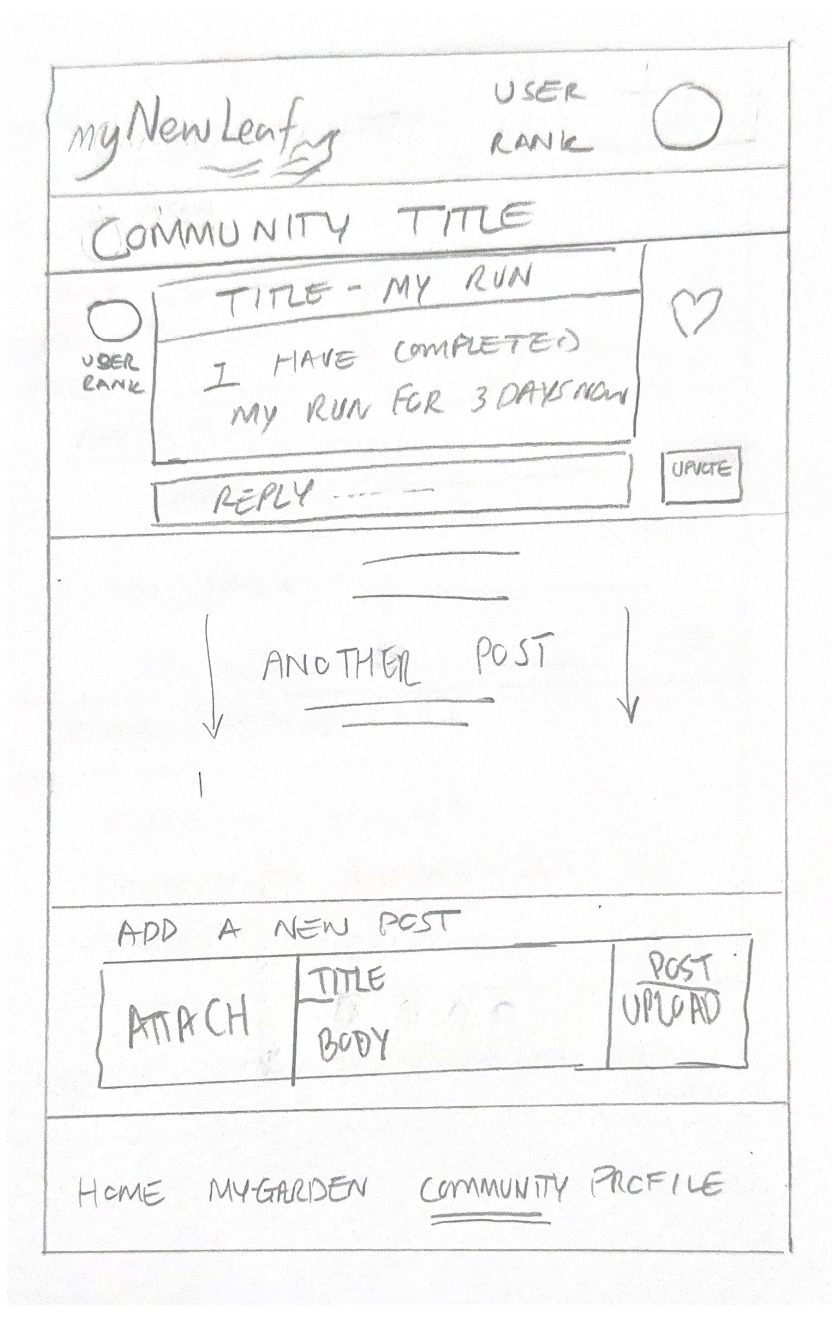 myNewLeaf
USER
RANK
COMMUNITY TITLE
TITLE - MY RUN
USER
RANK
I HAVE COMPLETED
MY RUN FOR 3 DAYS NOW
REPLY
ANOTHER POST
ADD A NEW POST
ATTACH
TITLE
BODY
POST
UPLOAD
HOME MY-GARDEN COMMUNITY PROFILE